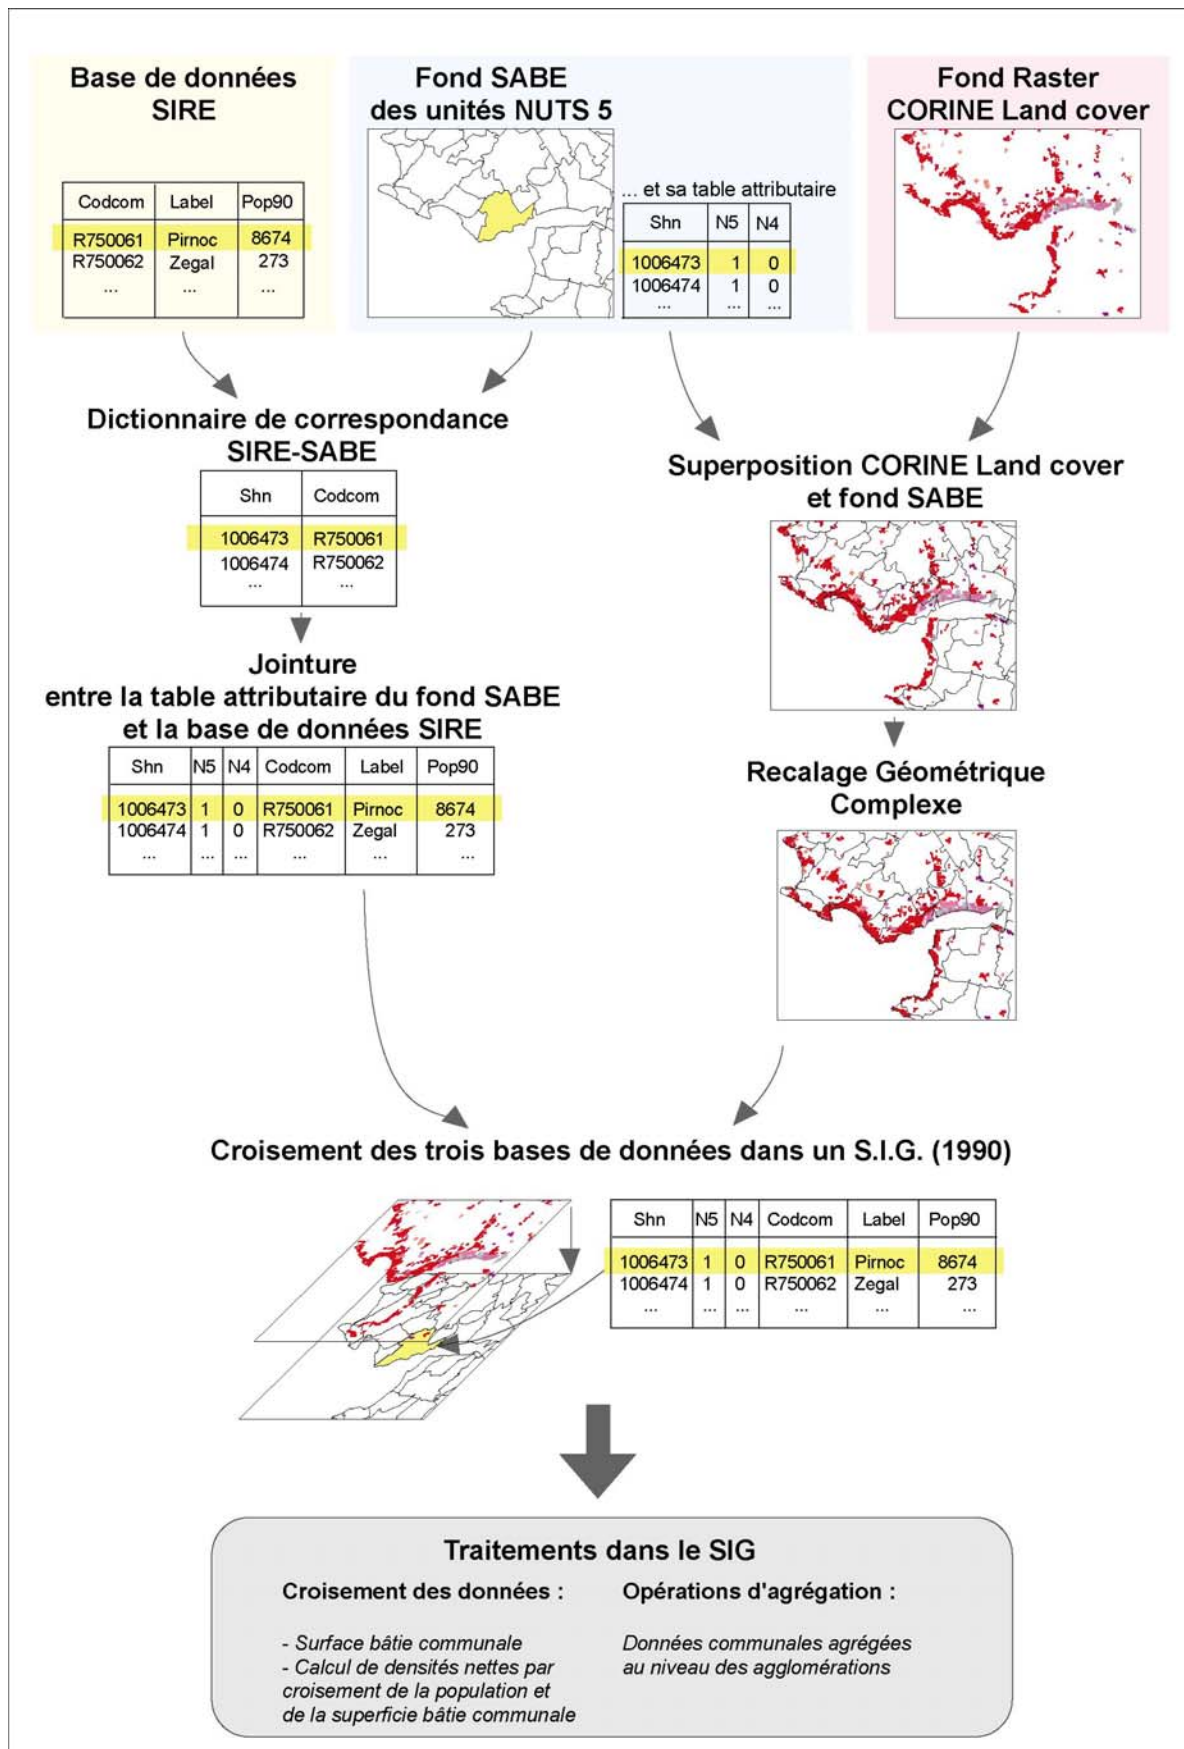 Base de données
SIRE
Codcom Label Pop90
R750061 Pirnoc 8674
R750062 Zegal 273
... ... ...
Fond SABE
des unités NUTS 5
... et sa table attributaire
Shn N5 N4
1006473 1 0
1006474 1 0
... ... ...
Fond Raster
CORINE Land cover
Dictionnaire de correspondance
SIRE-SABE
Shn Codcom
1006473 R750061
1006474 R750062
... ...
Jointure
entre la table attributaire du fond SABE
et la base de données SIRE
Shn N5 N4 Codcom Label Pop90
1006473 1 0 R750061 Pirnoc 8674
1006474 1 0 R750062 Zegal 273
... ... ... ... ... ...
Superposition CORINE Land cover
et fond SABE
Recalage Géométrique
Complexe
Croisement des trois bases de données dans un S.I.G. (1990)
Shn N5 N4 Codcom Label Pop90
1006473 1 0 R750061 Pirnoc 8674
1006474 1 0 R750062 Zegal 273
... ... ... ... ... ...
Traitements dans le SIG
Croisement des données :
- Surface bâtie communale
- Calcul de densités nettes par
croisement de la population et
de la superficie bâtie communale
Opérations d'agrégation :
Données communales agrégées
au niveau des agglomérations